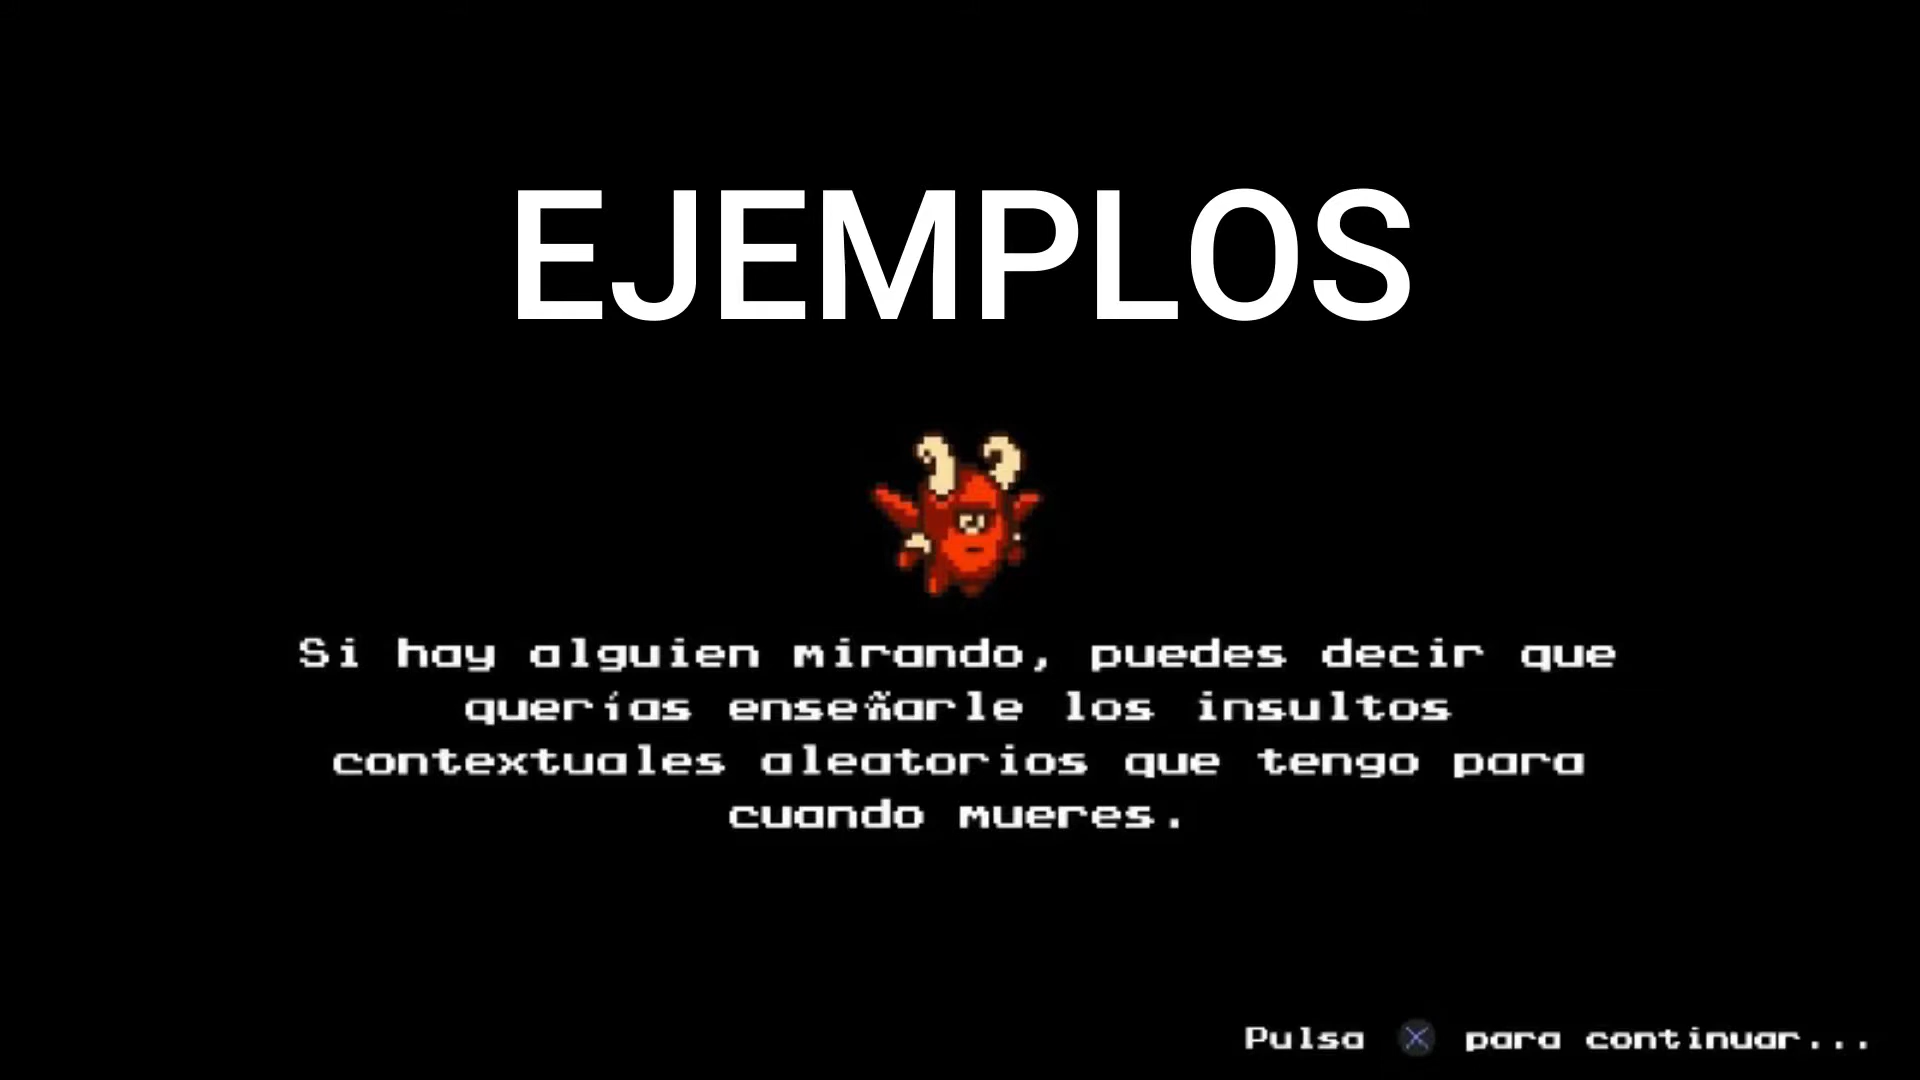 EJEMPLOS
Si hay alguien mirando, puedes decir que
querías enseñarle los insultos
contextuales aleatorios que tengo para
cuando mueres.
Pulsa para continuar...